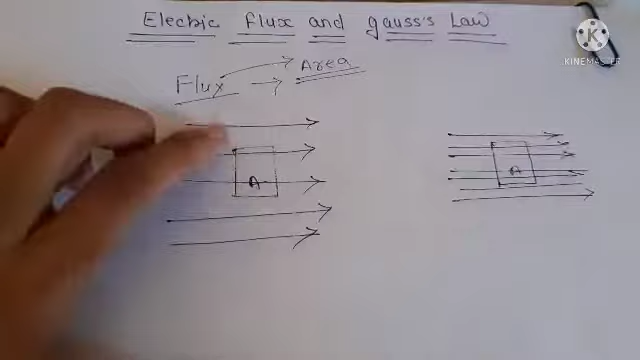 Electric flux and gauss's Law
Flux → Area
A
A
KINEMASTER